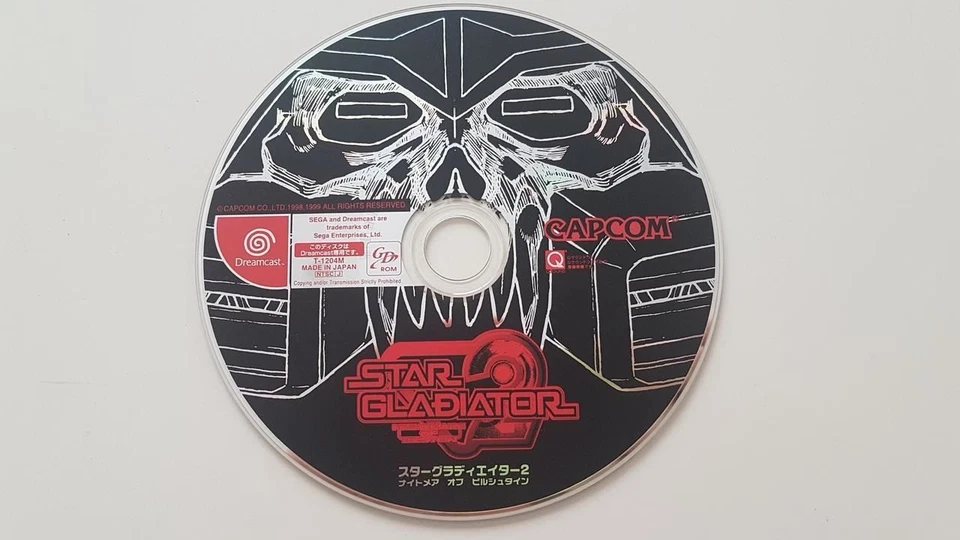 ©CAPCOM CO.,LTD.1998,1999 ALL RIGHTS RESERVED.
Dreamcast.
SEGA and Dreamcast are
trademarks of
Sega Enterprises, Ltd.
このディスクは
Dreamcast専用です。
T-1204M
MADE IN JAPAN
NTSC J
GD-ROM
Copying and/or Transmission Strictly Prohibited.
CAPCOM
Q
STAR
GLADIATOR
2
スターグラディエイター2
ナイトメア オブ ビルシュタイン